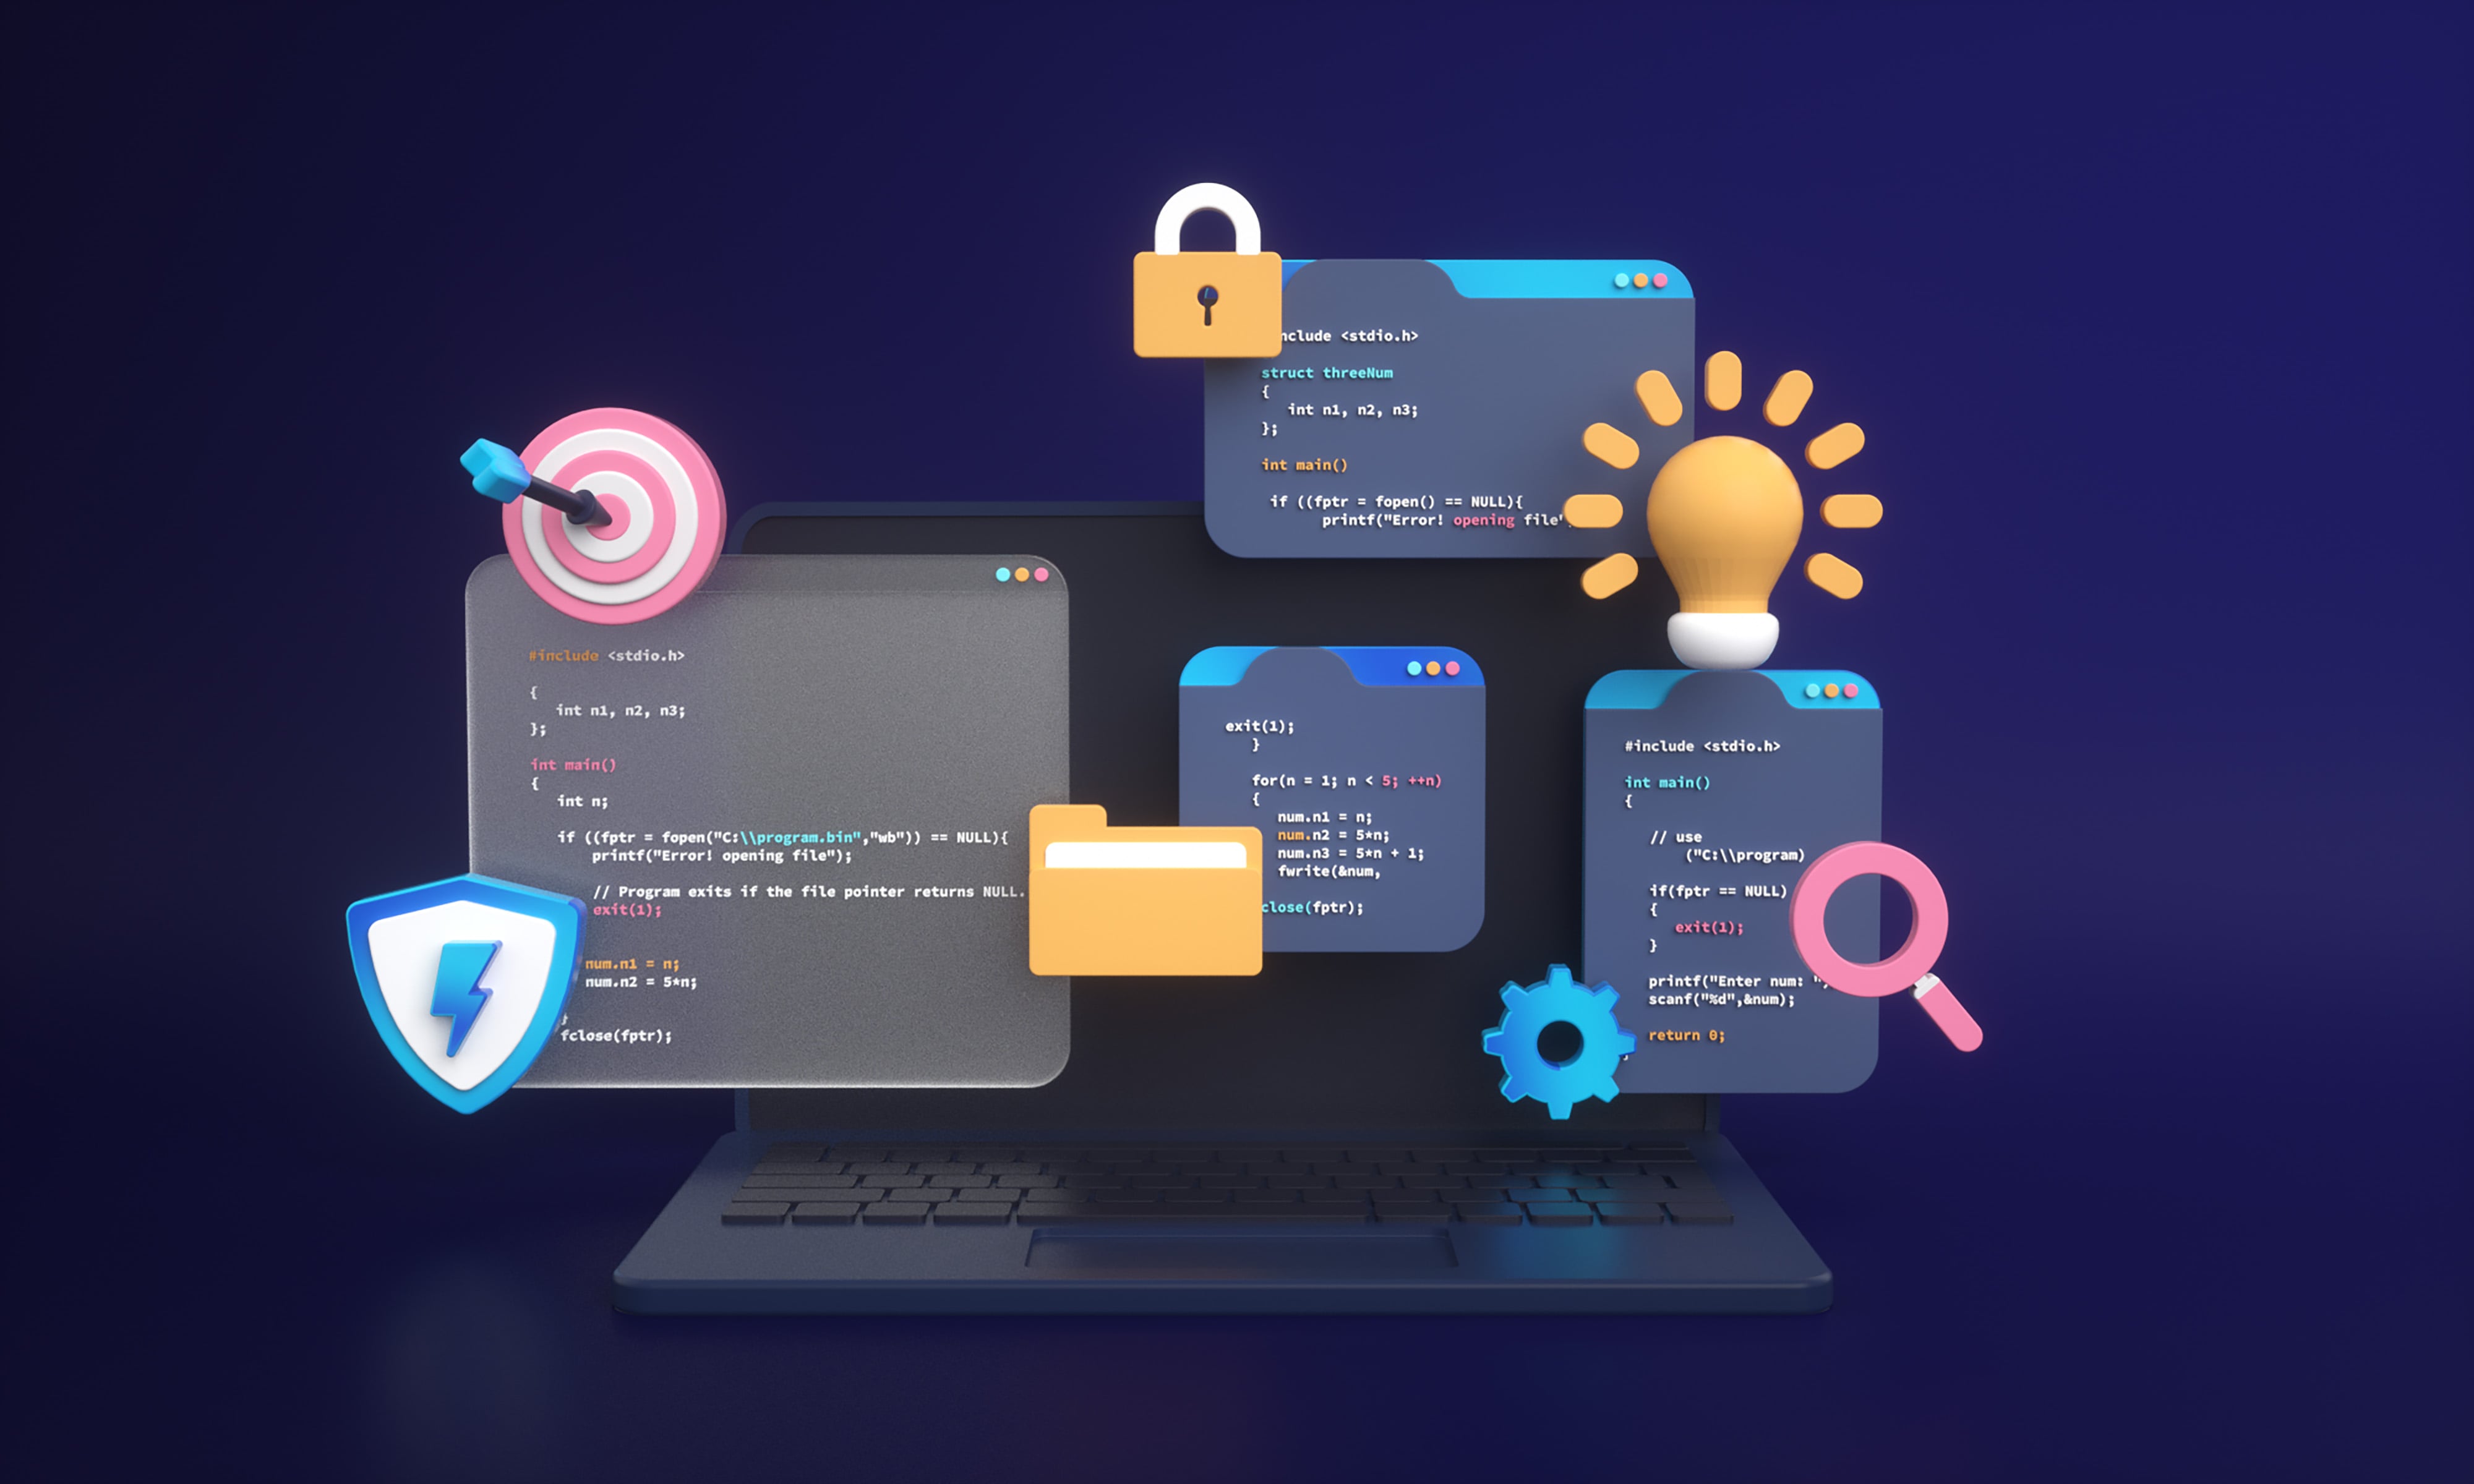 nclude <stdio.h>
struct threeNum
{
int n1, n2, n3;
};
int main()
if ((fptr = fopen() == NULL){
printf("Error! opening file"
#include <stdio.h>
{
int n1, n2, n3;
};
int main()
{
int n;
if ((fptr = fopen("C:\\program.bin","wb")) == NULL){
printf("Error! opening file");
// Program exits if the file pointer returns NULL.
exit(1);
num.n1 = n;
num.n2 = 5*n;
}
fclose(fptr);
exit(1);
}
for(n = 1; n < 5; ++n)
{
num.n1 = n;
num.n2 = 5*n;
num.n3 = 5*n + 1;
fwrite(&num,
close(fptr);
#include <stdio.h>
int main()
{
// use
("C:\\program)
if(fptr == NULL)
{
exit(1);
}
printf("Enter num: "
scanf("%d",&num);
return 0;
}